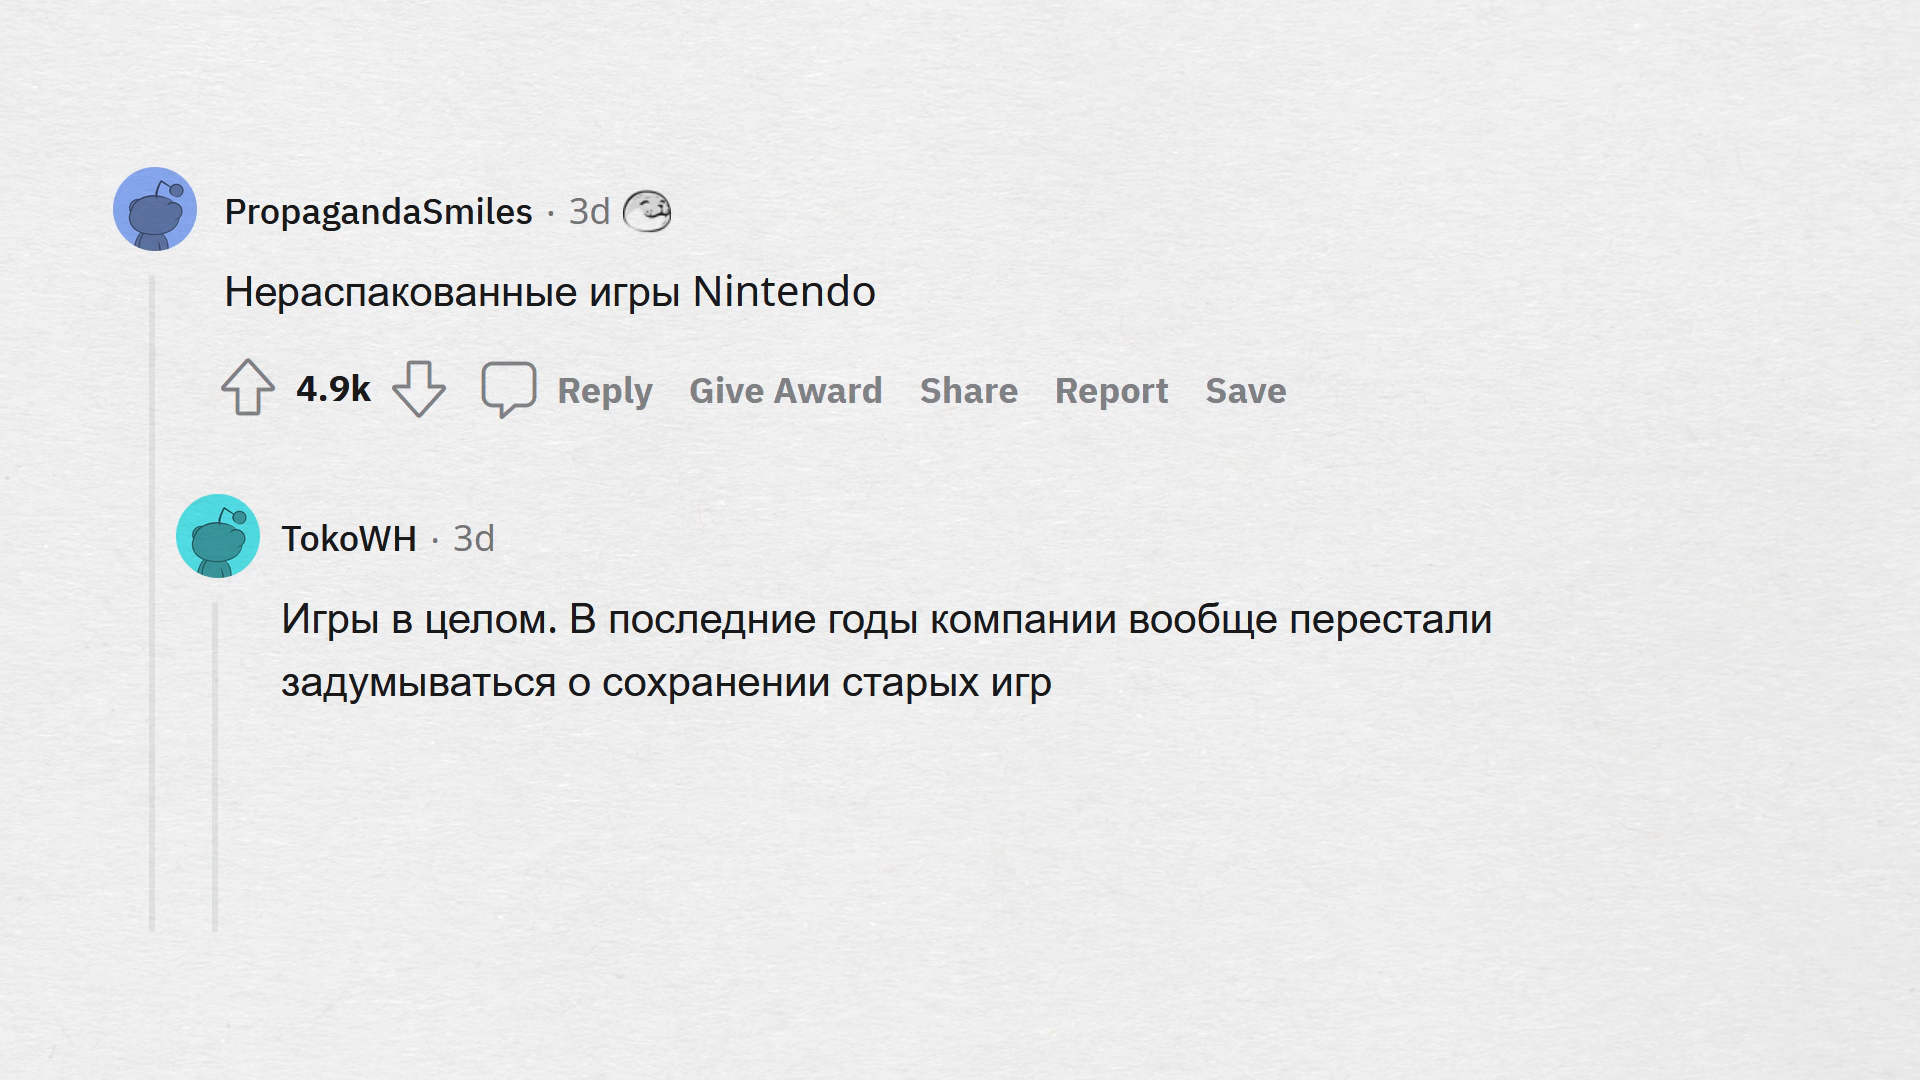 PropagandaSmiles · 3d
Нераспакованные игры Nintendo
4.9k Reply Give Award Share Report Save
TokoWH · 3d
Игры в целом. В последние годы компании вообще перестали
задумываться о сохранении старых игр